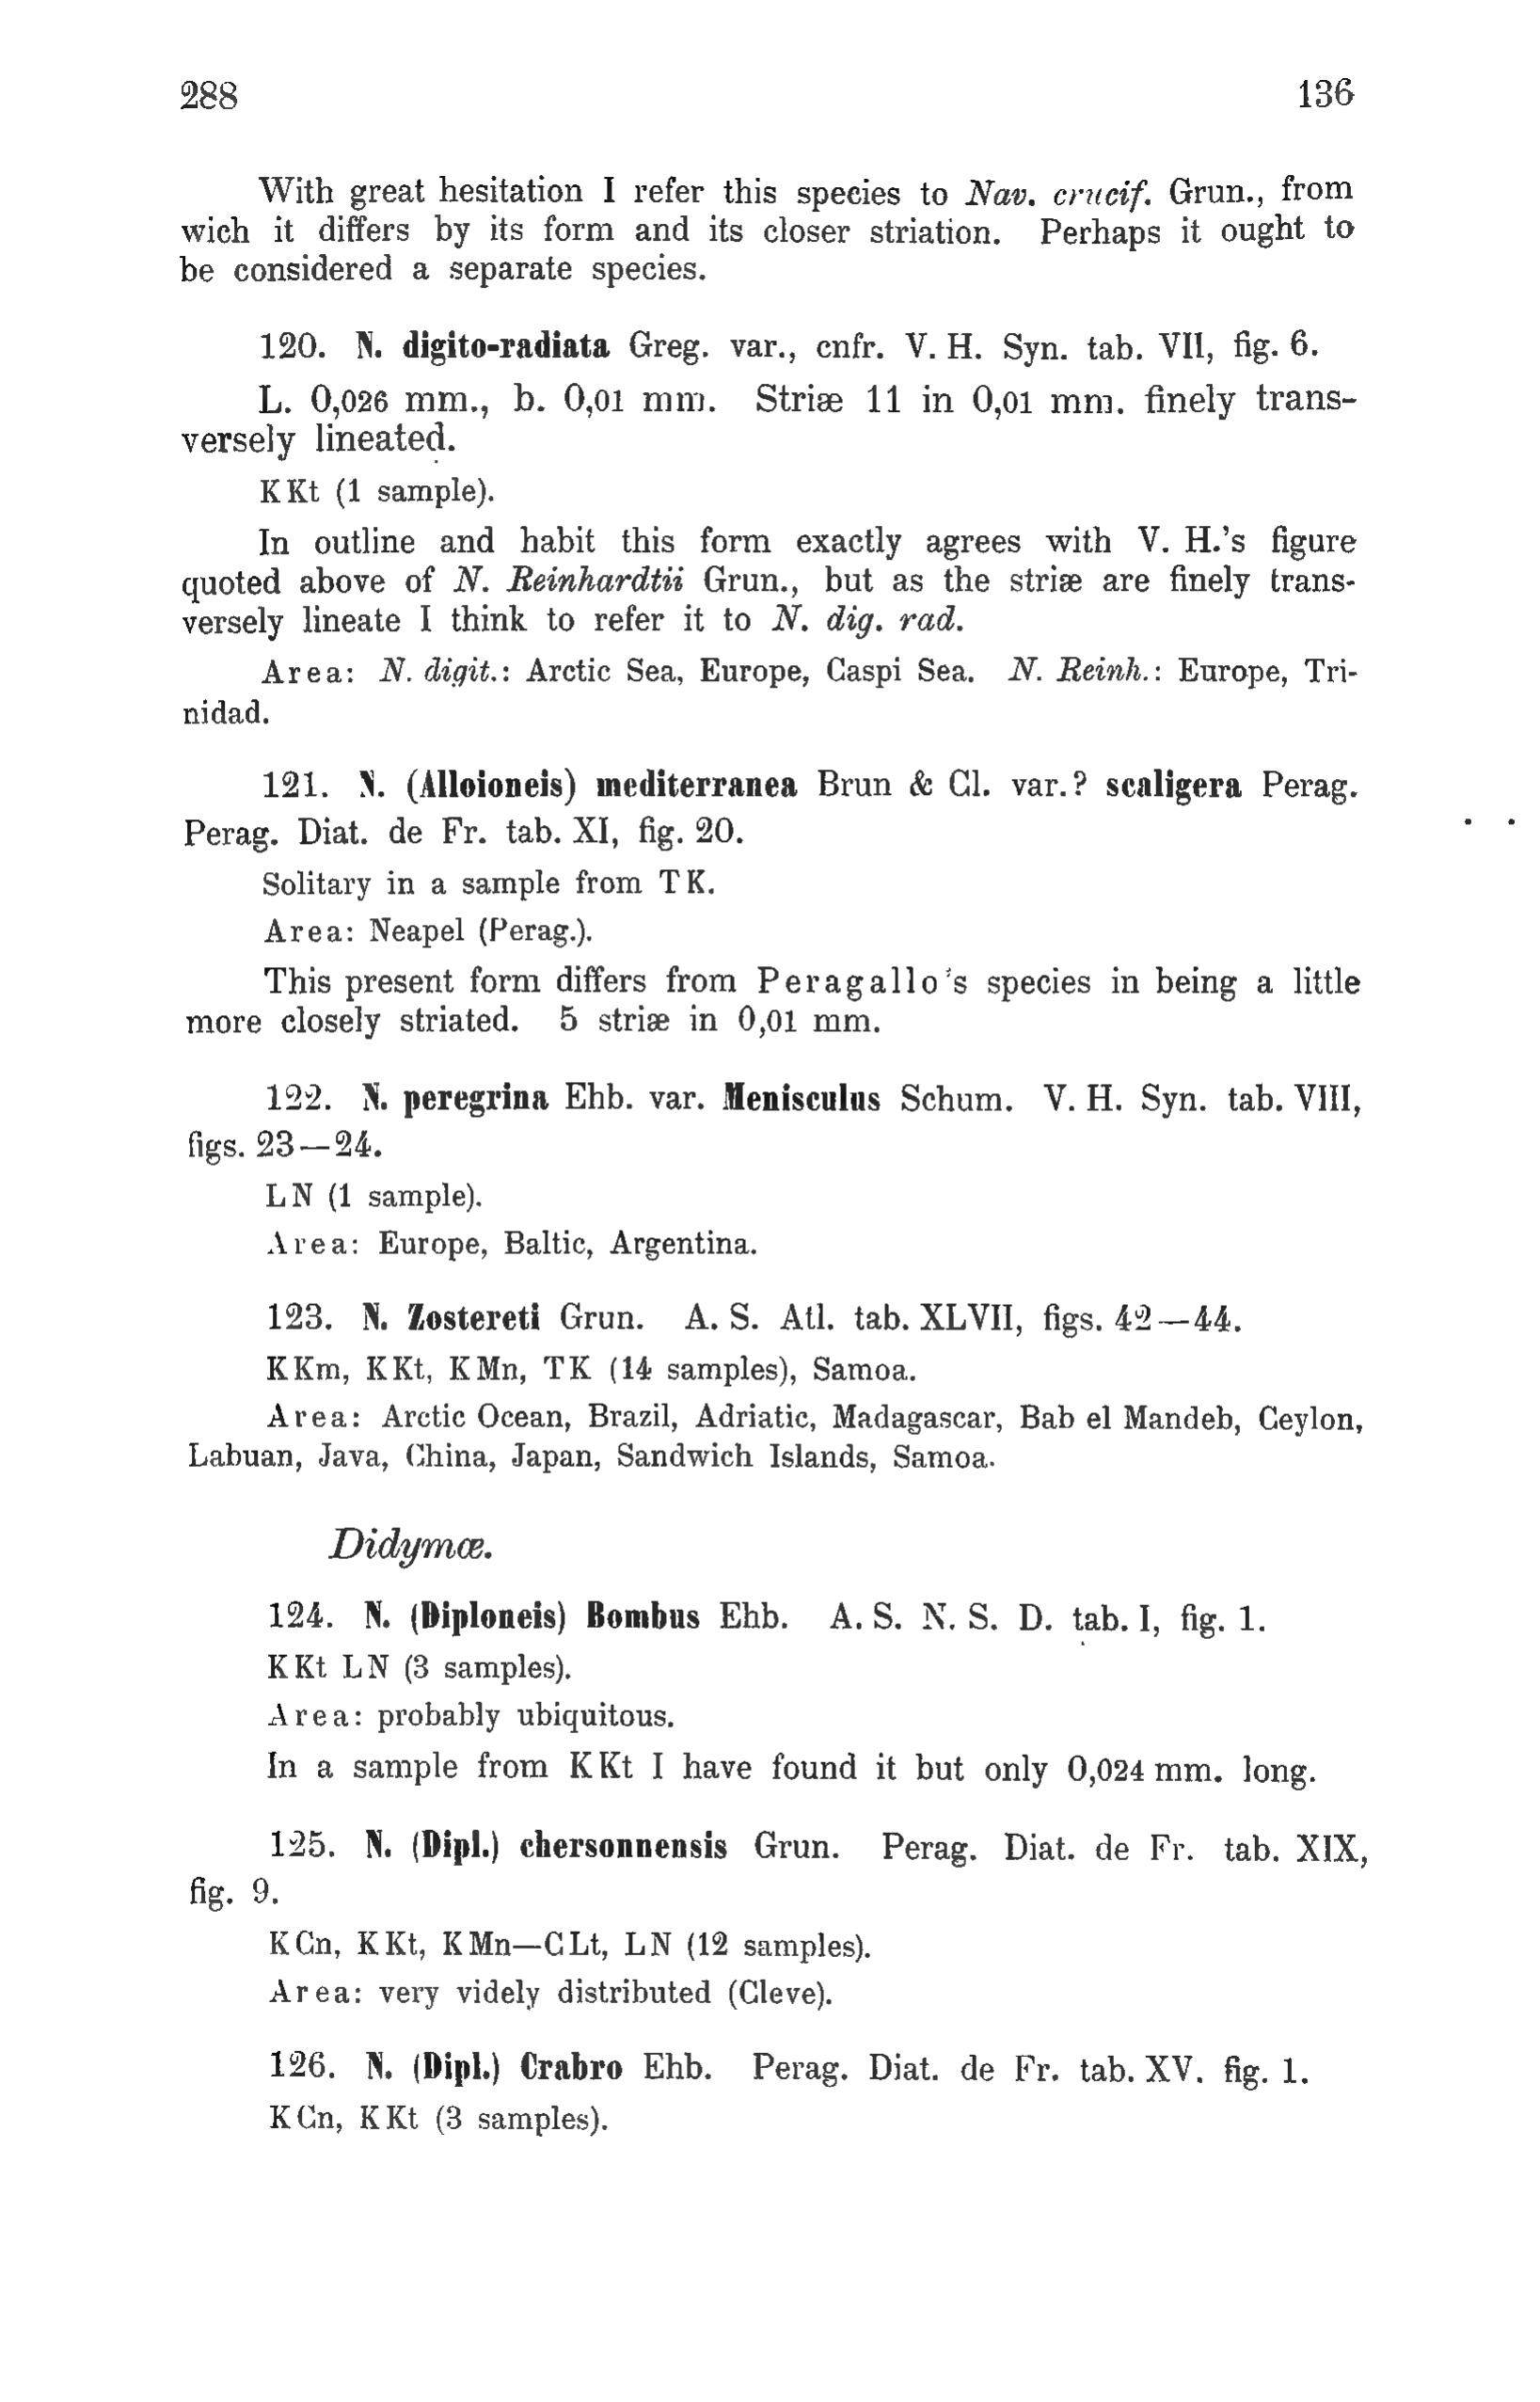 288 136
With great hesitation I refer this species to Nav. crucif. Grun., from
wich it differs by its form and its closer striation. Perhaps it ought to
be considered a separate species.
120. N. digito-radiata Greg. var., cnfr. V. H. Syn. tab. VII, fig. 6.
L. 0,026 mm., b. 0,01 mm. Striæ 11 in 0,01 mm. finely trans-
versely lineated.
KKt (1 sample).
In outline and habit this form exactly agrees with V. H.'s figure
quoted above of N. Reinhardtii Grun., but as the striæ are finely trans-
versely lineate I think to refer it to N. dig. rad.
Area: N. digit.: Arctic Sea, Europe, Caspi Sea. N. Reinh.: Europe, Tri-
nidad.
121. N. (Alloioneis) mediterranea Brun & Cl. var.? scaligera Perag.
Perag. Diat. de Fr. tab. XI, fig. 20.
Solitary in a sample from TK.
Area: Neapel (Perag.).
This present form differs from Peragallo's species in being a little
more closely striated. 5 striæ in 0,01 mm.
122. N. peregrina Ehb. var. Menisculus Schum. V. H. Syn. tab. VIII,
figs. 23—24.
LN (1 sample).
Area: Europe, Baltic, Argentina.
123. N. Zostereti Grun. A. S. Atl. tab. XLVII, figs. 42—44.
KKm, KKt, KMn, TK (14 samples), Samoa.
Area: Arctic Ocean, Brazil, Adriatic, Madagascar, Bab el Mandeb, Ceylon,
Labuan, Java, China, Japan, Sandwich Islands, Samoa.
Didymæ.
124. N. (Diploneis) Bombus Ehb. A. S. N. S. D. tab. I, fig. 1.
KKt LN (3 samples).
Area: probably ubiquitous.
In a sample from KKt I have found it but only 0,024 mm. long.
125. N. (Dipl.) chersonnensis Grun. Perag. Diat. de Fr. tab. XIX,
fig. 9.
KCn, KKt, KMn—CLt, LN (12 samples).
Area: very videly distributed (Cleve).
126. N. (Dipl.) Crabro Ehb. Perag. Diat. de Fr. tab. XV. fig. 1.
KCn, KKt (3 samples).